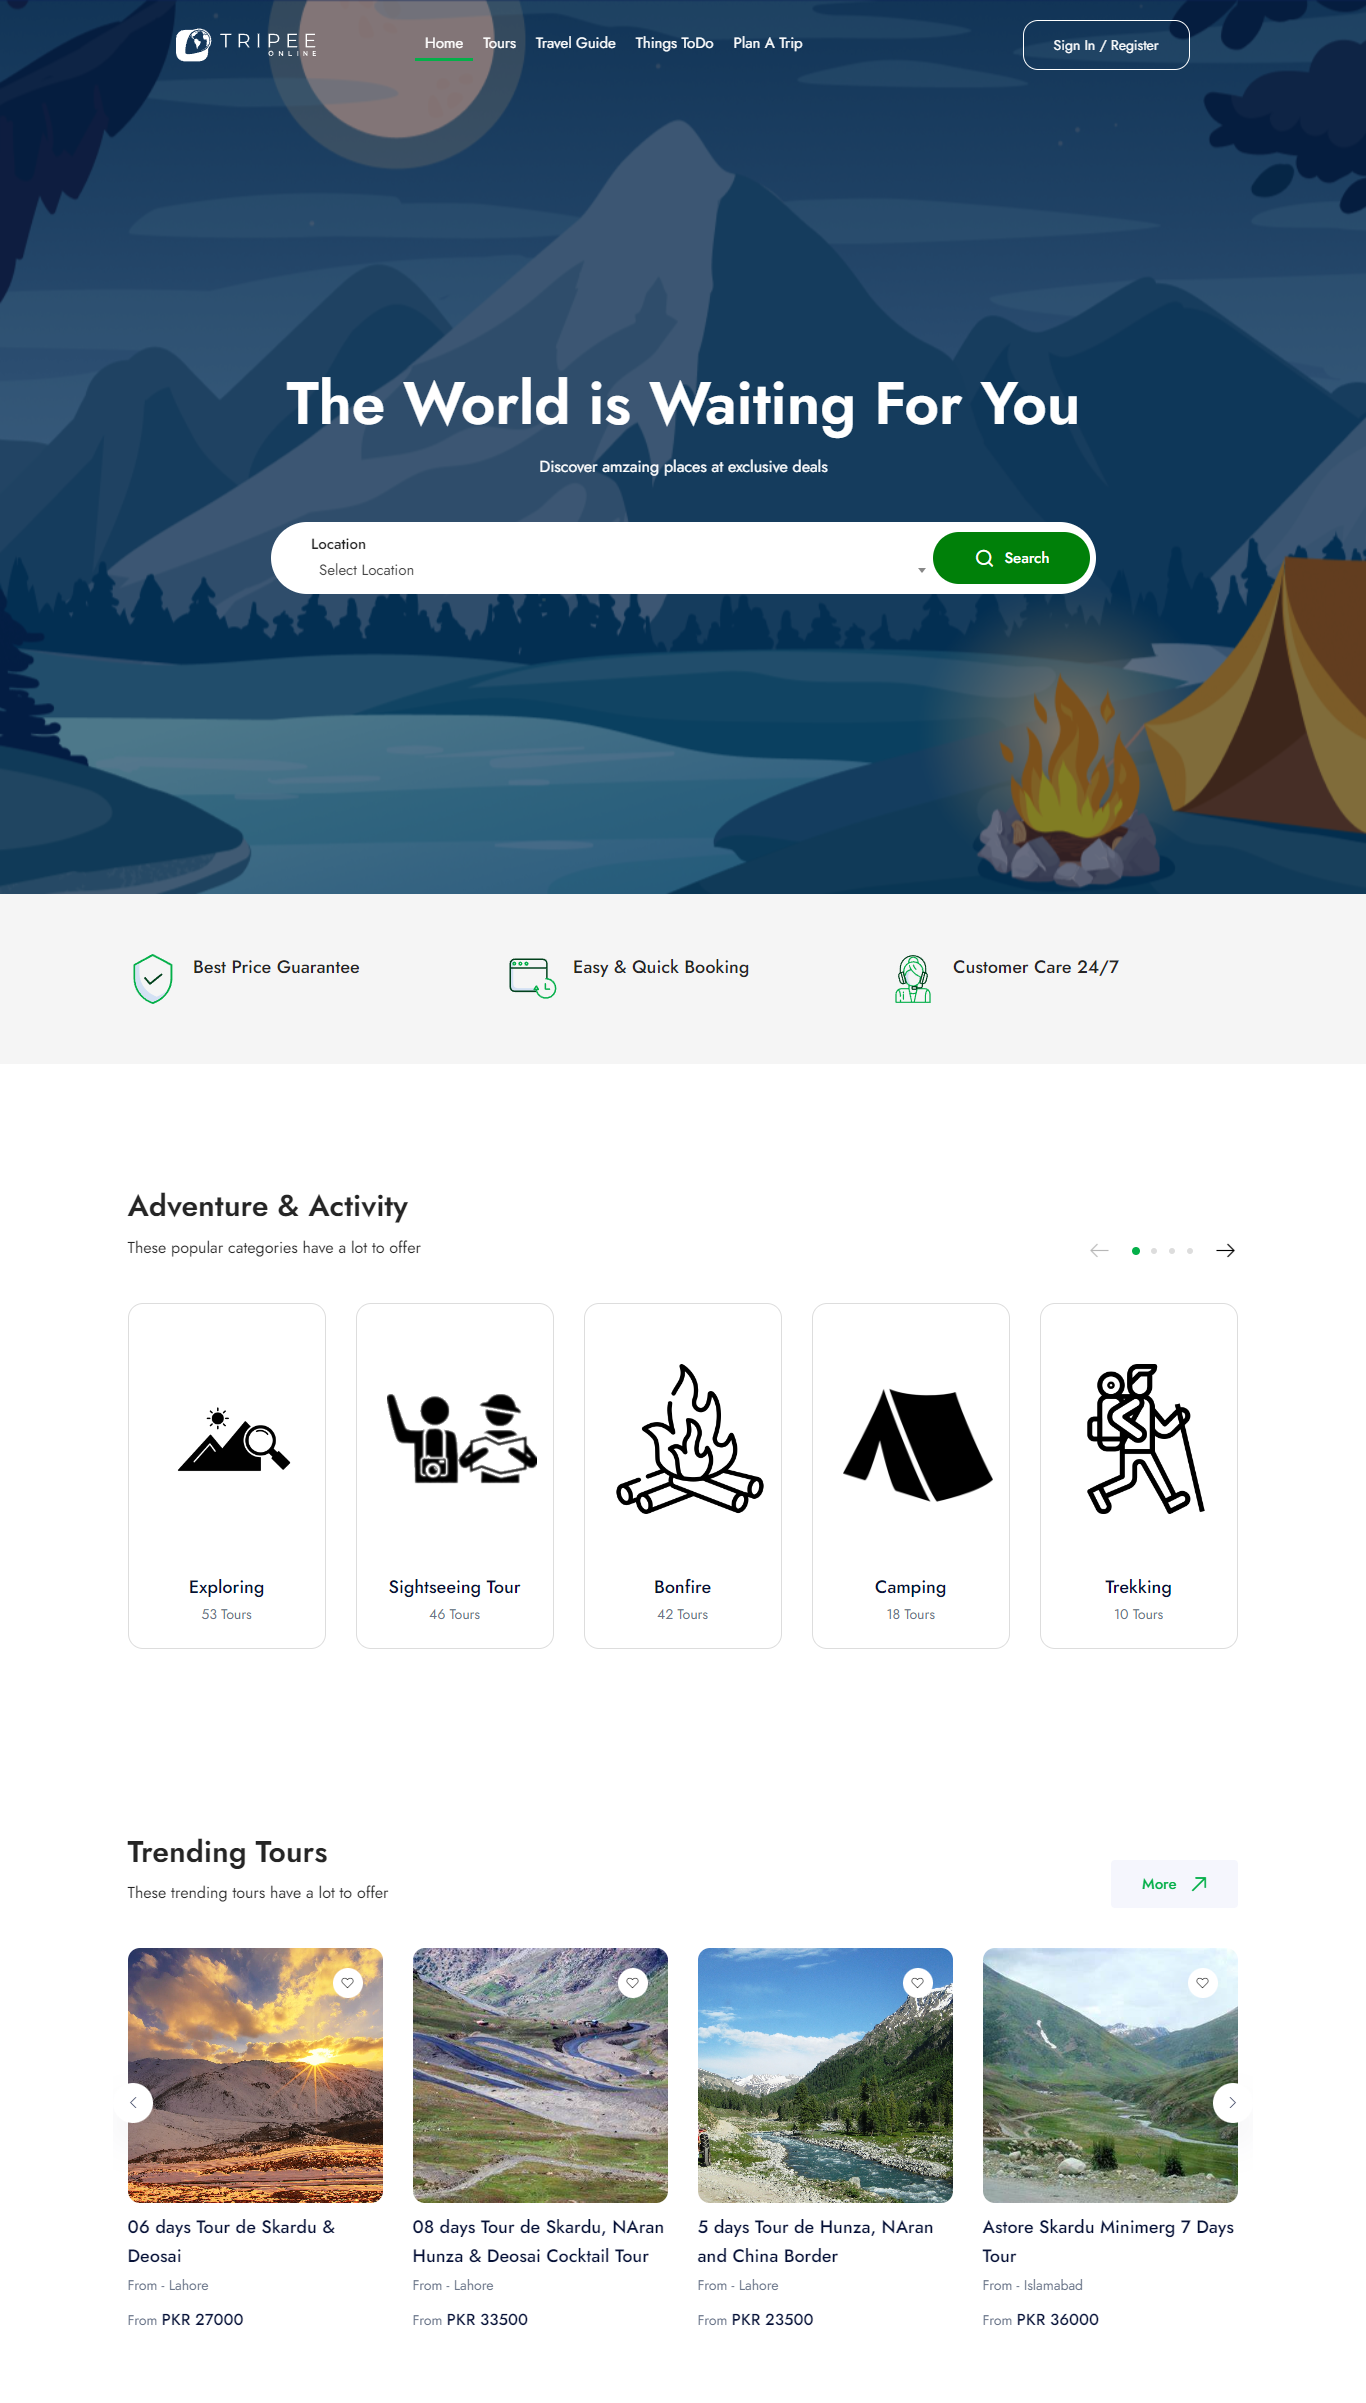 TRIPEE
ONLINE
Home Tours Travel Guide Things ToDo Plan A Trip
Sign In / Register
The World is Waiting For You
Discover amzaing places at exclusive deals
Location
Select Location
Search
Best Price Guarantee
Easy & Quick Booking
Customer Care 24/7
Adventure & Activity
These popular categories have a lot to offer
Exploring
53 Tours
Sightseeing Tour
46 Tours
Bonfire
42 Tours
Camping
18 Tours
Trekking
10 Tours
Trending Tours
These trending tours have a lot to offer
More
06 days Tour de Skardu &
Deosai
From - Lahore
From PKR 27000
08 days Tour de Skardu, NAran
Hunza & Deosai Cocktail Tour
From - Lahore
From PKR 33500
5 days Tour de Hunza, NAran
and China Border
From - Lahore
From PKR 23500
Astore Skardu Minimerg 7 Days
Tour
From - Islamabad
From PKR 36000